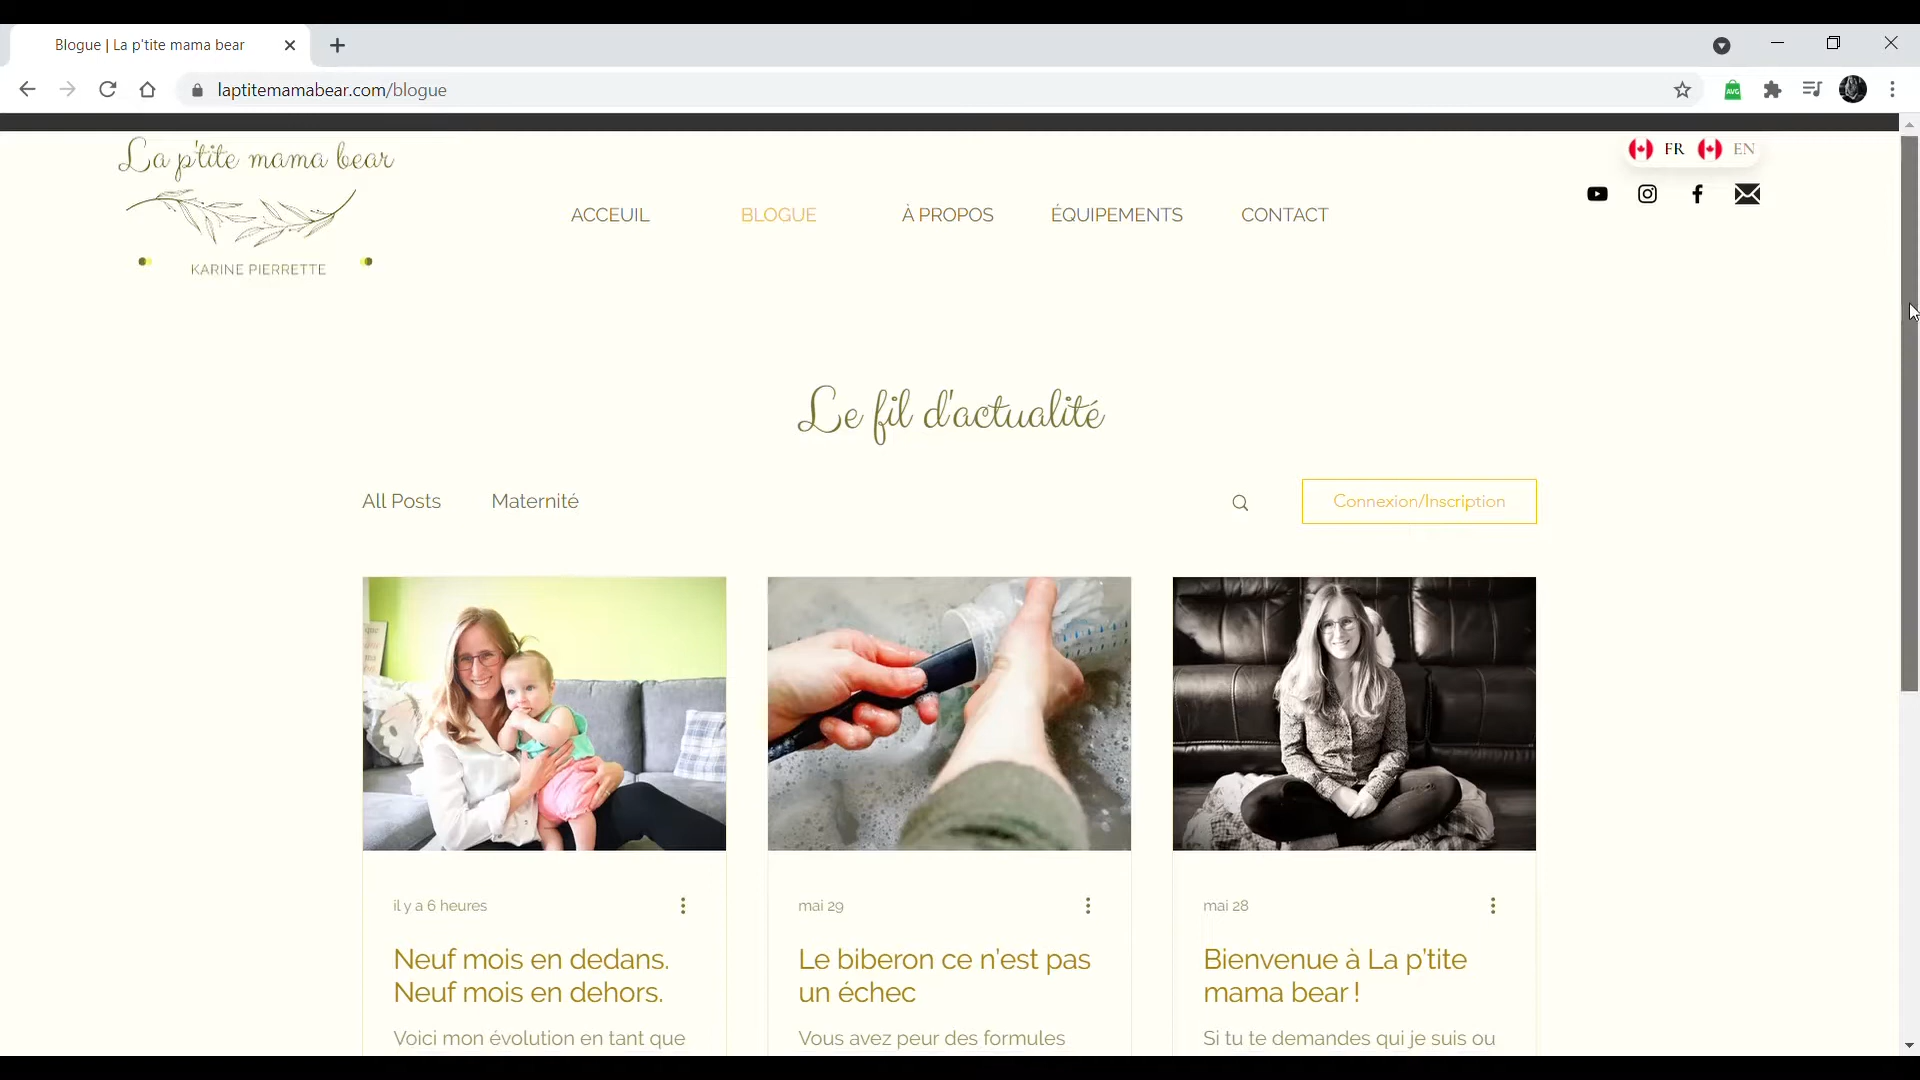 Blogue | La p'tite mama bear
laptitemamabear.com/blogue
AVG
La p'tite mama bear
KARINE PIERRETTE
ACCEUIL
BLOGUE
À PROPOS
ÉQUIPEMENTS
CONTACT
FR
EN
Le fil d'actualité
All Posts
Maternité
Connexion/Inscription
il y a 6 heures
Neuf mois en dedans.
Neuf mois en dehors.
Voici mon évolution en tant que
mai 29
Le biberon ce n'est pas
un échec
Vous avez peur des formules
mai 28
Bienvenue à La p'tite
mama bear !
Si tu te demandes qui je suis ou